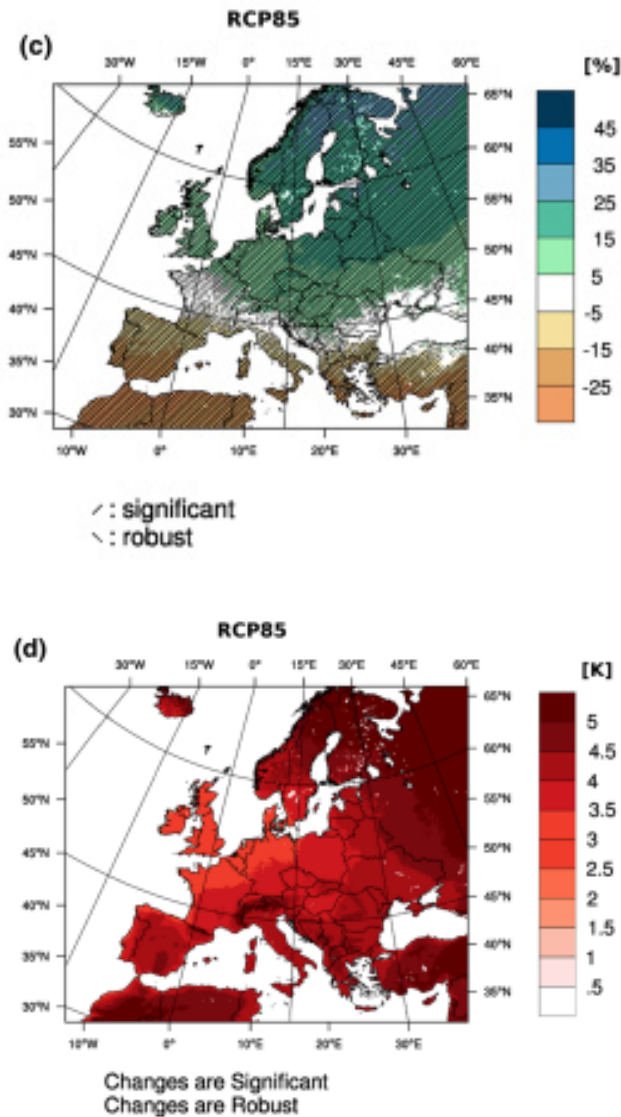 RCP85
(c)
30°W 15°W 0° 15°E 30°E 45°E 60°E
[%]
65°N
55°N
45
60°N
35
50°N
55°N
25
15
45°N
50°N
5
40°N
45°N
-5
35°N
40°N
-15
-25
30°N
35°N
10°W 0° 10°E 20°E 30°E
⟋ : significant
⟍ : robust
RCP85
(d)
30°W 15°W 0° 15°E 30°E 45°E 60°E
[K]
65°N
5
55°N
4.5
60°N
4
50°N
3.5
55°N
3
45°N
2.5
50°N
2
40°N
45°N
1.5
35°N
1
40°N
.5
30°N
35°N
10°W 0° 10°E 20°E 30°E
Changes are Significant
Changes are Robust